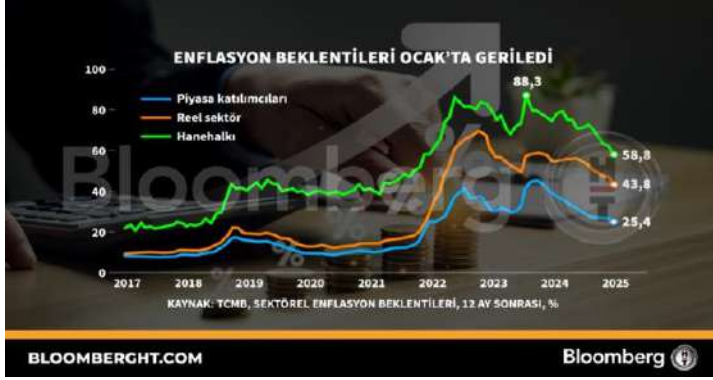 ENFLASYON BEKLENTİLERİ OCAK'TA GERİLEDİ
100
80
60
40
20
0
Piyasa katılımcıları
Reel sektör
Hanehalkı
88,3
58,8
43,8
25,4
Bloomberg
% % %
2017 2018 2019 2020 2021 2022 2023 2024 2025
KAYNAK: TCMB, SEKTÖREL ENFLASYON BEKLENTİLERİ, 12 AY SONRASI, %
BLOOMBERGHT.COM
Bloomberg